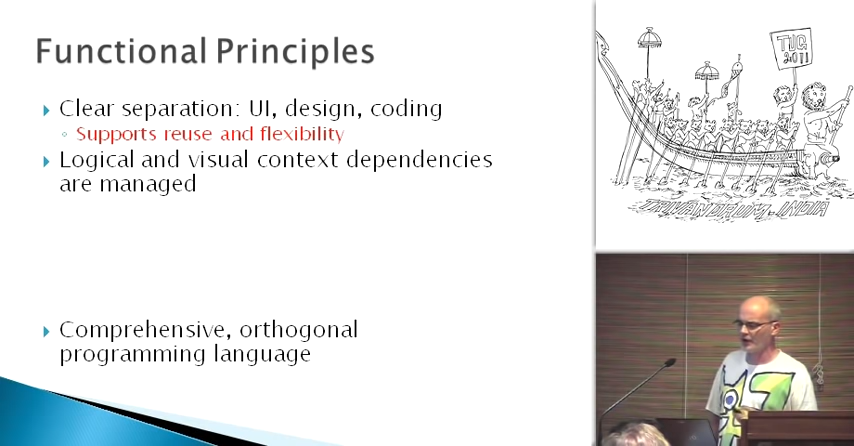 Functional Principles
Clear separation: UI, design, coding
Supports reuse and flexibility
Logical and visual context dependencies
are managed
Comprehensive, orthogonal
programming language
TUG
2011
TRIVANDRUM-INDIA